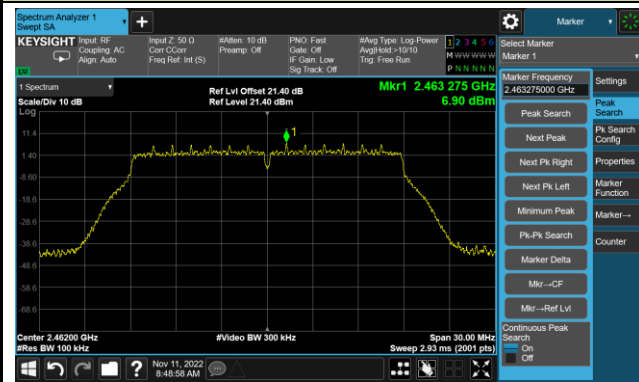 Spectrum Analyzer 1
Swept SA
Marker
KEYSIGHT
Input: RF
Coupling: AC
Align: Auto
Input Z: 50 Ω
Corr CCorr
Freq Ref: Int (S)
#Atten: 10 dB
Preamp: Off
PNO: Fast
Gate: Off
IF Gain: Low
Sig Track: Off
#Avg Type: Log-Power
Avg|Hold:>10/10
Trig: Free Run
1 2 3 4 5 6
M W W W W W
P N N N N N
LXI
Select Marker
Marker 1
1 Spectrum
Scale/Div 10 dB
Log
Ref Lvl Offset 21.40 dB
Ref Level 21.40 dBm
Mkr1 2.463 275 GHz
6.90 dBm
1
11.4
1.40
-8.60
-18.6
-28.6
-38.6
-48.6
-58.6
-68.6
Center 2.46200 GHz
#Res BW 100 kHz
#Video BW 300 kHz
Span 30.00 MHz
Sweep 2.93 ms (2001 pts)
Marker Frequency
2.463275000 GHz
Peak Search
Next Peak
Next Pk Right
Next Pk Left
Minimum Peak
Pk-Pk Search
Marker Delta
Mkr→CF
Mkr→Ref Lvl
Continuous Peak
Search
On
Off
Settings
Peak
Search
Pk Search
Config
Properties
Marker
Function
Marker→
Counter
Nov 11, 2022
8:48:58 AM